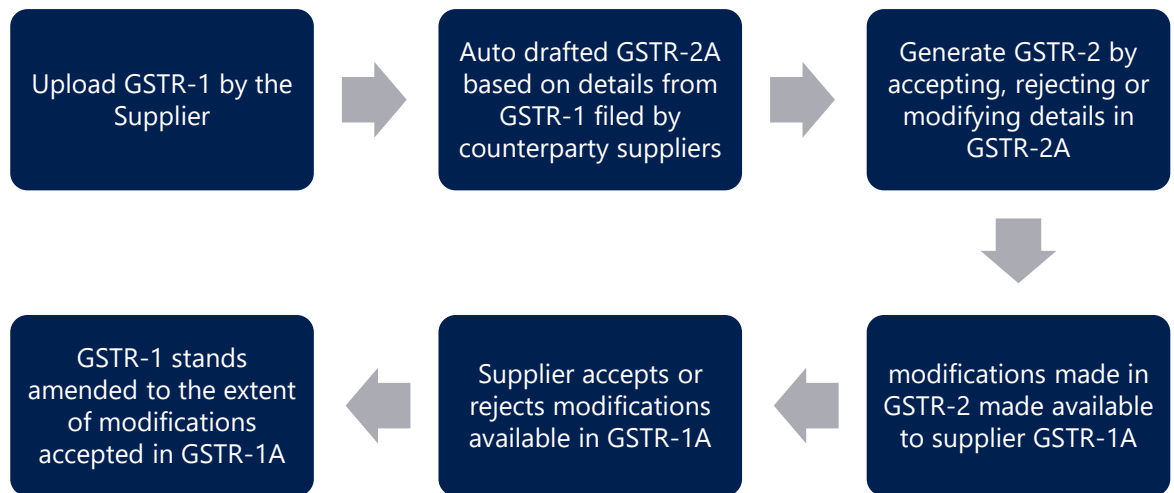 Upload GSTR-1 by the
Supplier
Auto drafted GSTR-2A
based on details from
GSTR-1 filed by
counterparty suppliers
Generate GSTR-2 by
accepting, rejecting or
modifying details in
GSTR-2A
modifications made in
GSTR-2 made available
to supplier GSTR-1A
Supplier accepts or
rejects modifications
available in GSTR-1A
GSTR-1 stands
amended to the extent
of modifications
accepted in GSTR-1A